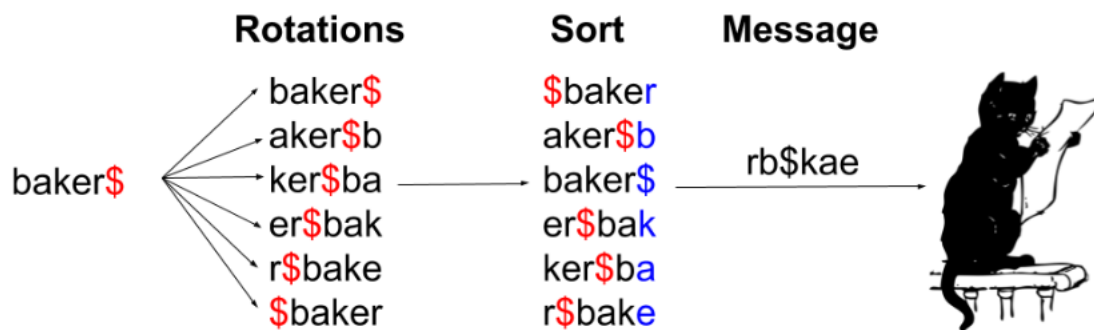 Rotations Sort Message
baker$ $baker
aker$b aker$b
baker$ ker$ba baker$ rb$kae
er$bak er$bak
r$bake ker$ba
$baker r$bake